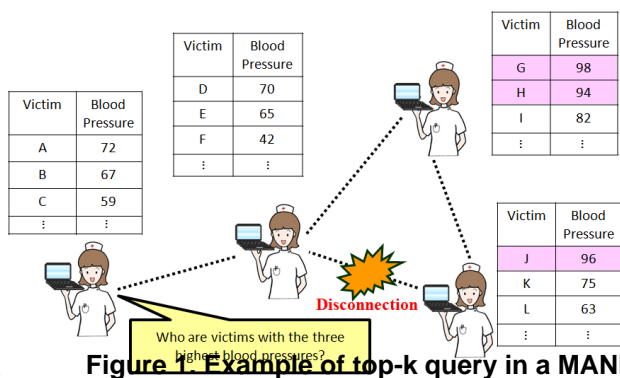 Victim Blood Pressure
A 72
B 67
C 59
⋮ ⋮
Victim Blood Pressure
D 70
E 65
F 42
⋮ ⋮
Victim Blood Pressure
G 98
H 94
I 82
⋮ ⋮
Victim Blood Pressure
J 96
K 75
L 63
⋮ ⋮
Disconnection
Who are victims with the three
highest blood pressures?
Figure 1. Example of top-k query in a MAN